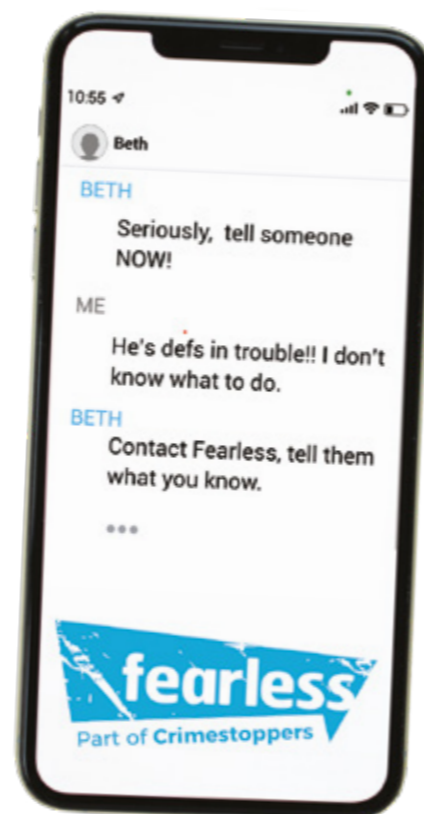 10:55
Beth
BETH
Seriously, tell someone
NOW!
ME
He's defs in trouble!! I don't
know what to do.
BETH
Contact Fearless, tell them
what you know.
fearless
Part of Crimestoppers